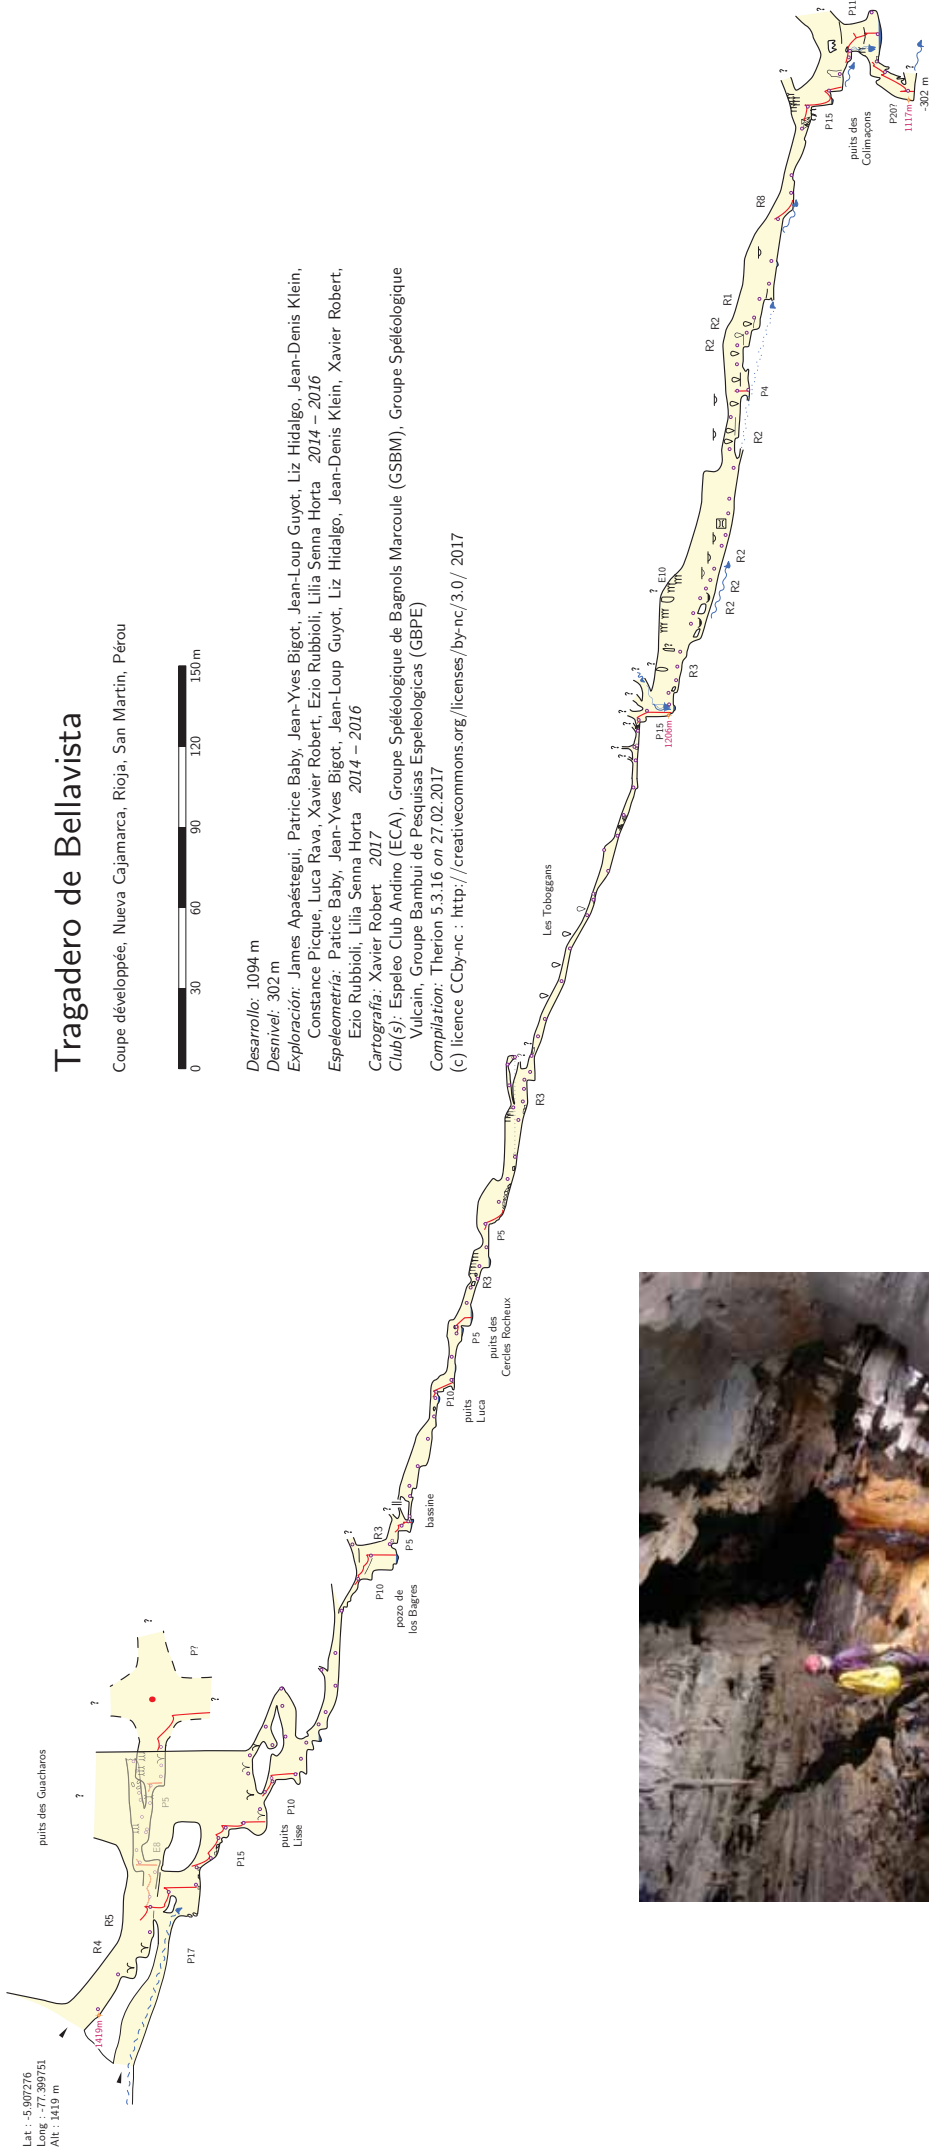 Tragadero de Bellavista
Coupe développée, Nueva Cajamarca, Rioja, San Martin, Pérou
0 30 60 90 120 150 m
Desarrollo: 1094 m
Desnivel: 302 m
Exploración: James Apaéstegui, Patrice Baby, Jean-Yves Bigot, Jean-Loup Guyot, Liz Hidalgo, Jean-Denis Klein,
Constance Picque, Luca Rava, Xavier Robert, Ezio Rubbioli, Lilia Senna Horta 2014 – 2016
Espeleometría: Patice Baby, Jean-Yves Bigot, Jean-Loup Guyot, Liz Hidalgo, Jean-Denis Klein, Xavier Robert,
Ezio Rubbioli, Lilia Senna Horta 2014 – 2016
Cartografía: Xavier Robert 2017
Club(s): Espeleo Club Andino (ECA), Groupe Spéléologique de Bagnols Marcoule (GSBM), Groupe Spéléologique
Vulcain, Groupe Bambui de Pesquisas Espeleologicas (GBPE)
Compilation: Therion 5.3.16 on 27.02.2017
(c) licence CCby-nc : http://creativecommons.org/licenses/by-nc/3.0/ 2017
Lat : -5.907276
Long : -77.399751
Alt : 1419 m
1419m
R4
R5
P17
puits des Guacharos
?
E8
P5
?
?
?
P?
P15
puits
Lisse
P10
?
P10
pozo de
los Bagres
R3
?
P5
bassine
P10
puits
Luca
P5
puits des
Cercles Rocheux
R3
P5
R3
?
?
Les Toboggans
?
?
?
?
P15
1206m
?
R3
?
E10
R2
R2
R2
R2
P4
R2
R2
R1
R8
?
P15
?
puits des
Colimaçons
P11
P20?
?
1117m
-302 m